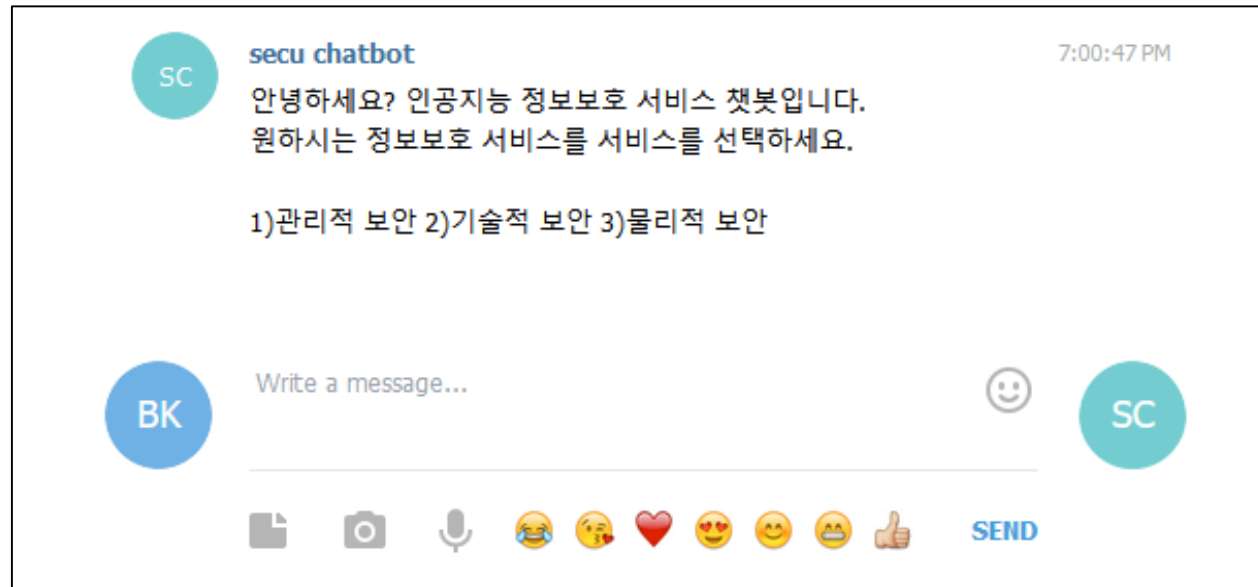 SC
secu chatbot
7:00:47 PM
안녕하세요? 인공지능 정보보호 서비스 챗봇입니다.
원하시는 정보보호 서비스를 서비스를 선택하세요.
1)관리적 보안 2)기술적 보안 3)물리적 보안
BK
Write a message...
SC
SEND